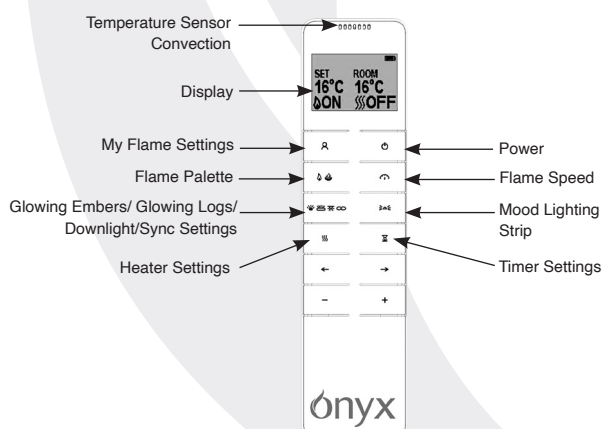 Temperature Sensor
Convection
Display
SET ROOM
16°C 16°C
ON OFF
My Flame Settings
Power
Flame Palette
Flame Speed
Glowing Embers/ Glowing Logs/
Downlight/Sync Settings
Mood Lighting
Strip
Heater Settings
Timer Settings
← →
− +
onyx